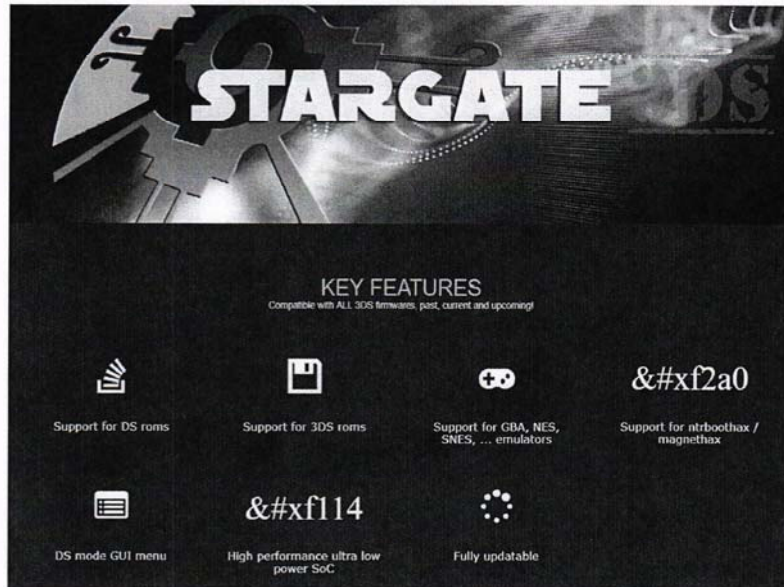 STARGATE
3DS
KEY FEATURES
Compatible with ALL 3DS firmwares, past, current and upcoming!
Support for DS roms
Support for 3DS roms
Support for GBA, NES,
SNES, ... emulators
&#xf2a0
Support for ntrboothax /
magnethax
DS mode GUI menu
&#xf114
High performance ultra low
power SoC
Fully updatable